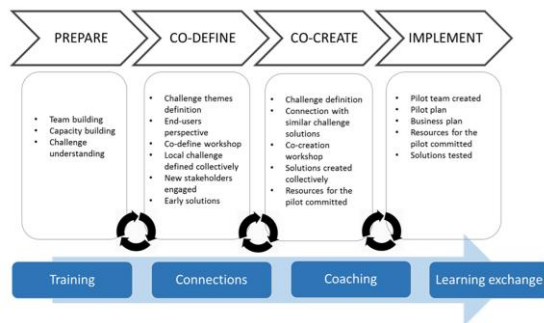 PREPARE
CO-DEFINE
CO-CREATE
IMPLEMENT
• Team building
• Capacity building
• Challenge
understanding
• Challenge themes
definition
• End-users
perspective
• Co-define workshop
• Local challenge
defined collectively
• New stakeholders
engaged
• Early solutions
• Challenge definition
• Connection with
similar challenge
solutions
• Co-creation
workshop
• Solutions created
collectively
• Resources for the
pilot committed
• Pilot team created
• Pilot plan
• Business plan
• Resources for the
pilot committed
• Solutions tested
Training
Connections
Coaching
Learning exchange